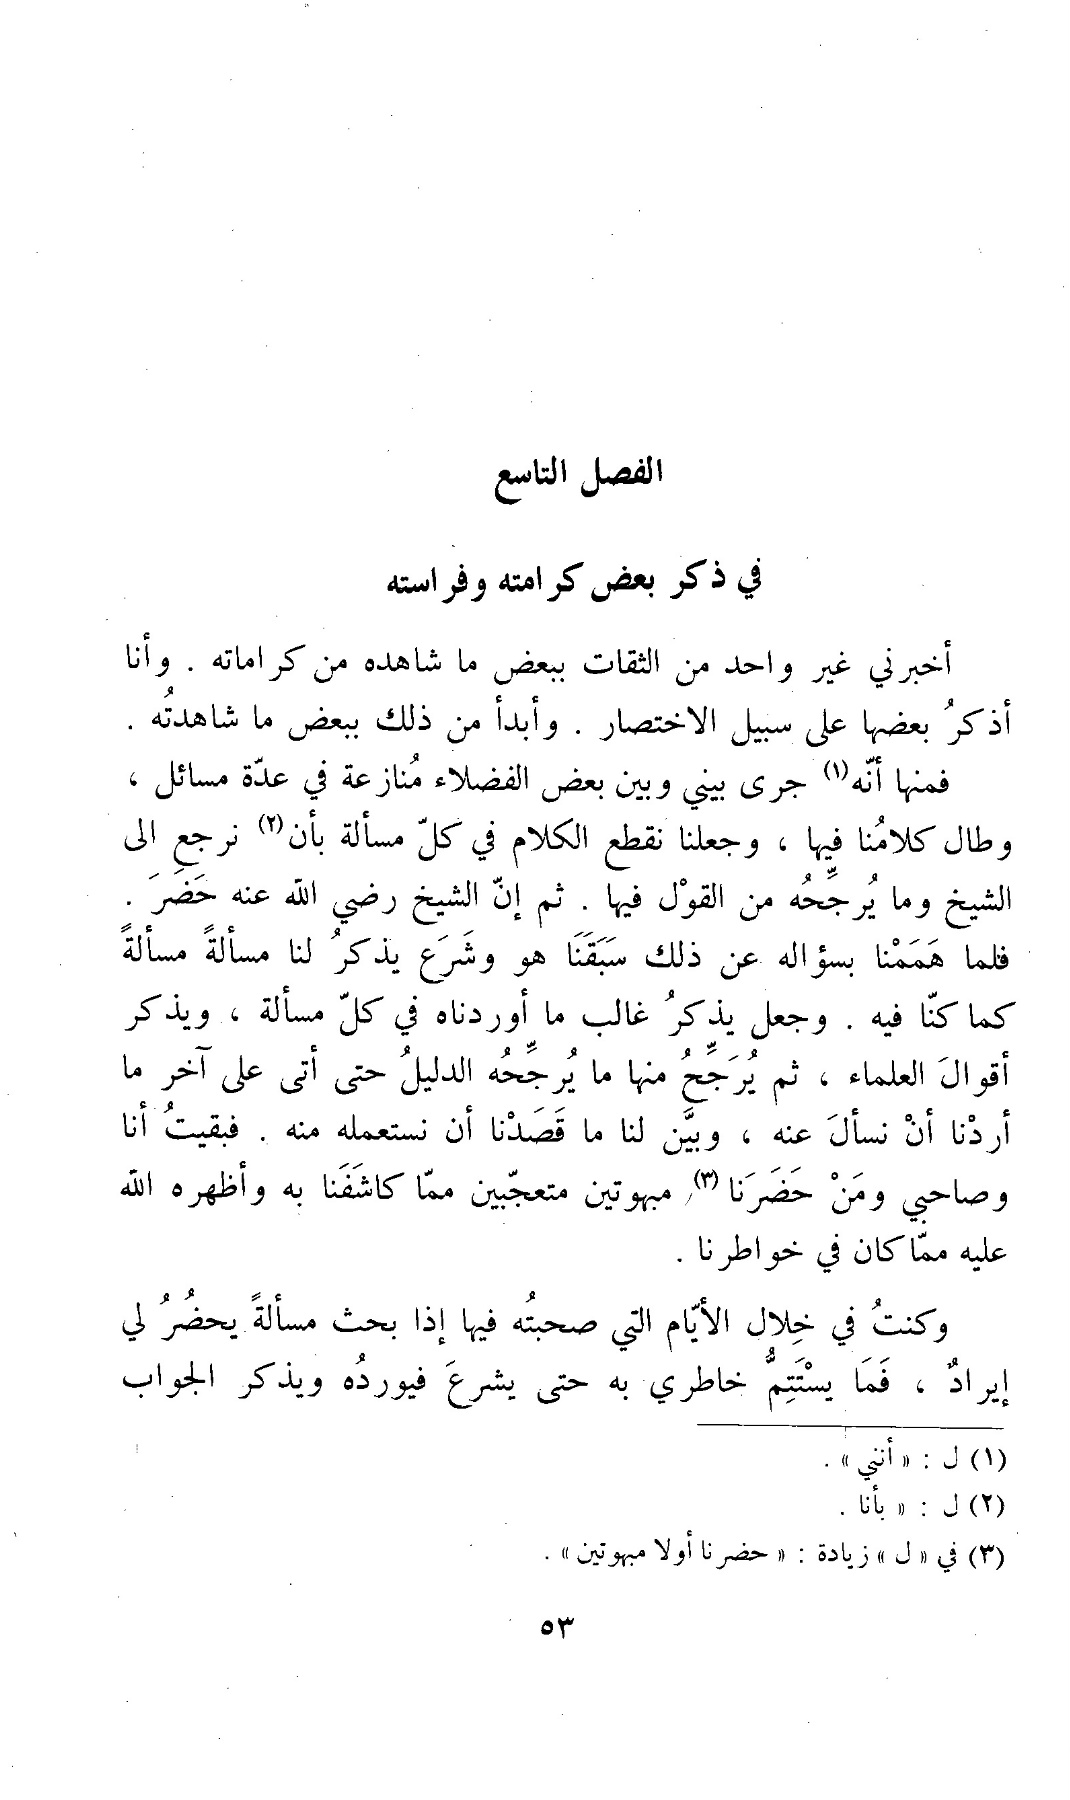 الفصل التاسع
في ذكر بعض كرامته وفراسته
أخبرني غير واحد من الثقات ببعض ما شاهده من كراماته . وأنا
أذكرُ بعضها على سبيل الاختصار . وأبدأ من ذلك ببعض ما شاهدتُه .
فمنها أنّه(١) جرى بيني وبين بعض الفضلاء مُنازعة في عدّة مسائل ،
وطال كلامُنا فيها ، وجعلنا نقطع الكلام في كلّ مسألة بأن(٢) نرجع الى
الشيخ وما يُرجِّحُه من القوْل فيها . ثم إنّ الشيخ رضي الله عنه حَضَرَ .
فلما هَمَمْنا بسؤاله عن ذلك سَبَقَنَا هو وشَرَع يذكرُ لنا مسألةً مسألةً
كما كنّا فيه . وجعل يذكرُ غالب ما أوردناه في كلّ مسألة ، ويذكر
أقوالَ العلماء ، ثم يُرَجِّحُ منها ما يُرجِّحُه الدليلُ حتى أتى على آخر ما
أردْنا أنْ نسألَ عنه ، وبيَّن لنا ما قَصَدْنا أن نستعمله منه . فبقيتُ أنا
وصاحبي ومَنْ حَضَرَنا(٣) مبهوتين متعجّبين ممّا كاشَفَنا به وأظهره الله
عليه ممّا كان في خواطرنا .
وكنتُ في خِلال الأيّام التي صحبتُه فيها إذا بحث مسألةً يحضُرُ لي
إيرادٌ ، فَمَا يسْتَتِمُّ خاطري به حتى يشرعَ فيوردُه ويذكر الجواب
(١) ل : « أنني » .
(٢) ل : « بأنا .
(٣) في « ل » زيادة : « حضرنا أولا مبهوتين » .
٥٣